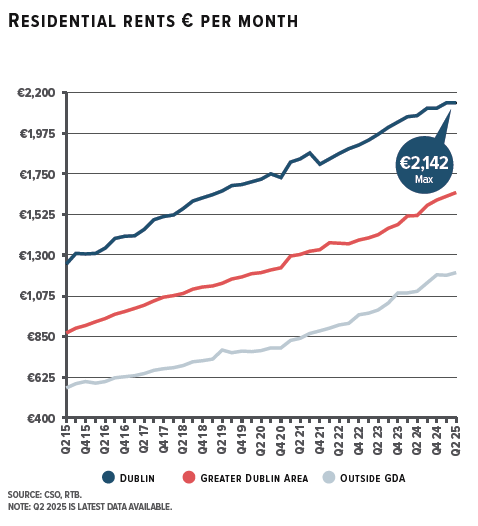 Residential rents € per month
€2,200
€1,975
€1,750
€1,525
€1,300
€1,075
€850
€625
€400
€2,142
Max
Q2 15
Q4 15
Q2 16
Q4 16
Q2 17
Q4 17
Q2 18
Q4 18
Q2 19
Q4 19
Q2 20
Q4 20
Q2 21
Q4 21
Q2 22
Q4 22
Q2 23
Q4 23
Q2 24
Q4 24
Q2 25
Dublin
Greater Dublin Area
Outside GDA
SOURCE: CSO, RTB.
NOTE: Q2 2025 IS LATEST DATA AVAILABLE.